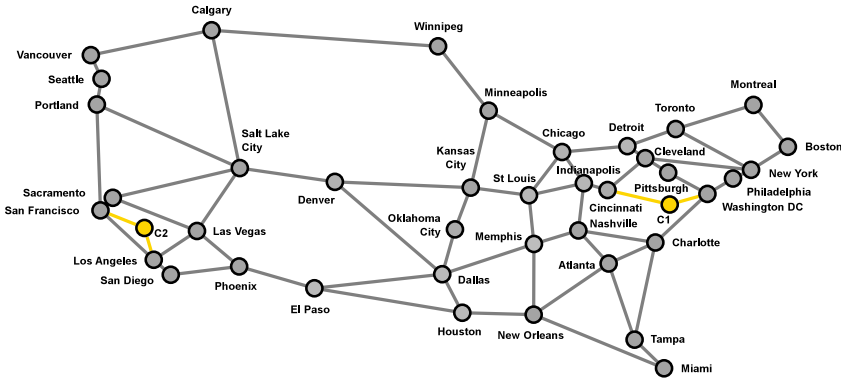 Calgary
Winnipeg
Vancouver
Seattle
Portland
Minneapolis
Montreal
Toronto
Detroit
Chicago
Boston
Salt Lake
City
Cleveland
Kansas
City
Indianapolis
New York
St Louis
Pittsburgh
Philadelphia
Denver
Sacramento
Cincinnati
C1
Washington DC
San Francisco
Oklahoma
City
Nashville
C2
Las Vegas
Memphis
Charlotte
Los Angeles
Atlanta
San Diego
Phoenix
Dallas
El Paso
Houston
New Orleans
Tampa
Miami